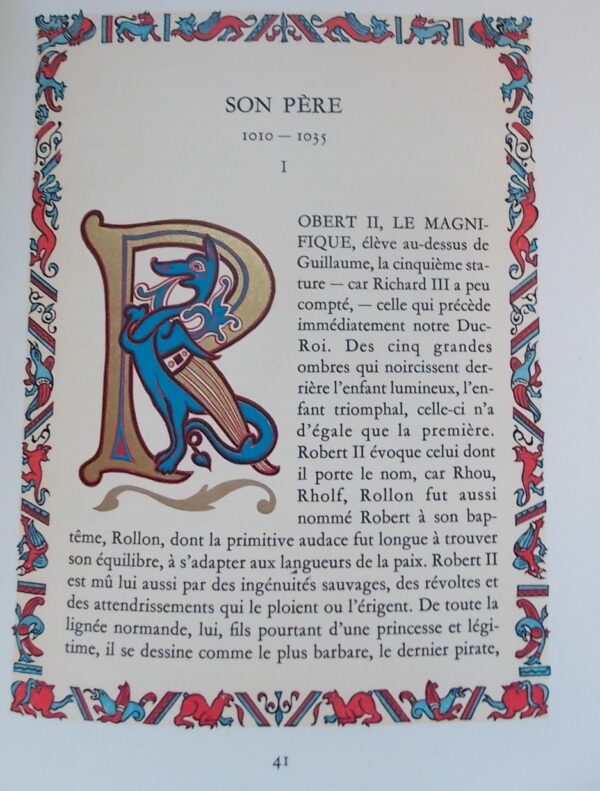 SON PÈRE
1010 — 1035
I
ROBERT II, LE MAGNI-
FIQUE, élève au-dessus de
Guillaume, la cinquième sta-
ture — car Richard III a peu
compté, — celle qui précède
immédiatement notre Duc-
Roi. Des cinq grandes
ombres qui noircissent der-
rière l'enfant lumineux, l'en-
fant triomphal, celle-ci n'a
d'égale que la première.
Robert II évoque celui dont
il porte le nom, car Rhou,
Rholf, Rollon fut aussi
nommé Robert à son bap-
tême, Rollon, dont la primitive audace fut longue à trouver
son équilibre, à s'adapter aux langueurs de la paix. Robert II
est mû lui aussi par des ingénuités sauvages, des révoltes et
des attendrissements qui le ploient ou l'érigent. De toute la
lignée normande, lui, fils pourtant d'une princesse et légi-
time, il se dessine comme le plus barbare, le dernier pirate,
41